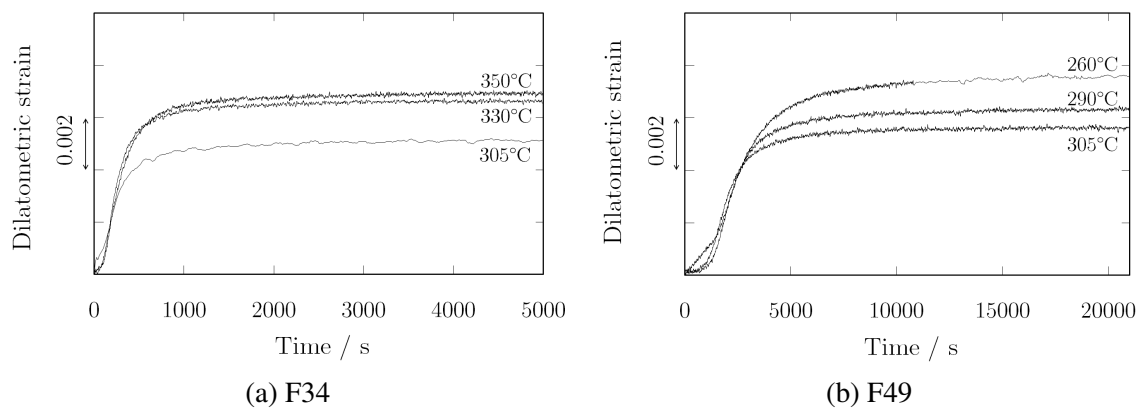 Dilatometric strain
0.002
350°C
330°C
305°C
0 1000 2000 3000 4000 5000
Time / s
(a) F34
Dilatometric strain
0.002
260°C
290°C
305°C
0 5000 10000 15000 20000
Time / s
(b) F49